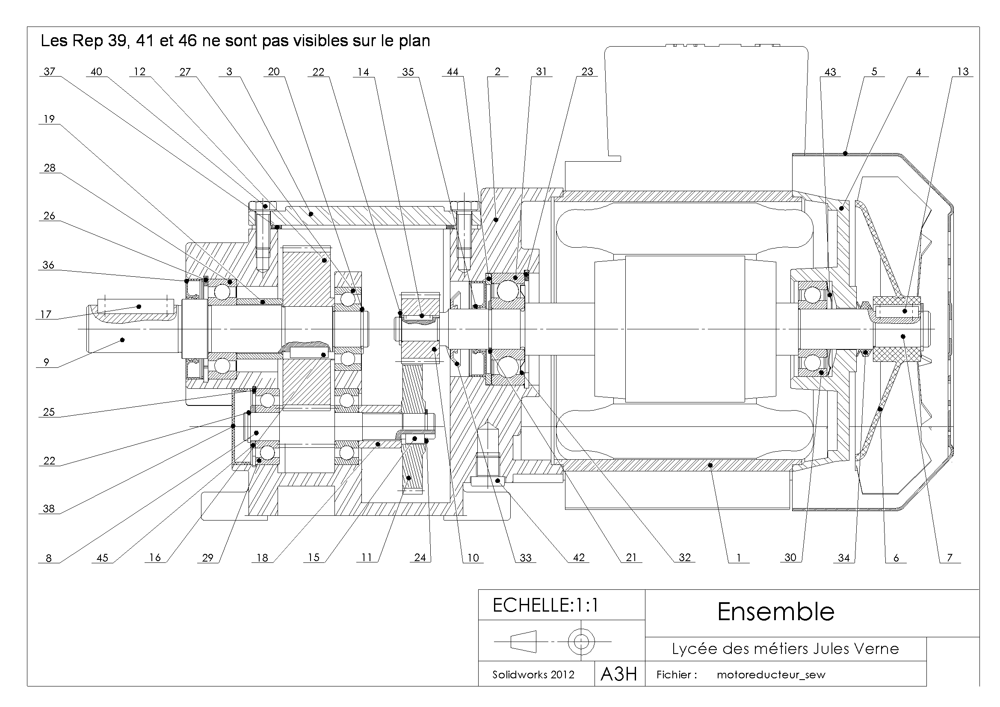 Les Rep 39, 41 et 46 ne sont pas visibles sur le plan
37 40 12 27 3 20 22 14 35 44 2 31 23 43 5 4 13
19
28
26
36
17
9
25
22
38
8 45 16 29 18 15 11 24 10 33 42 21 32 1 30 34 6 7
ECHELLE:1:1
Ensemble
Lycée des métiers Jules Verne
Solidworks 2012 A3H Fichier : motoreducteur_sew